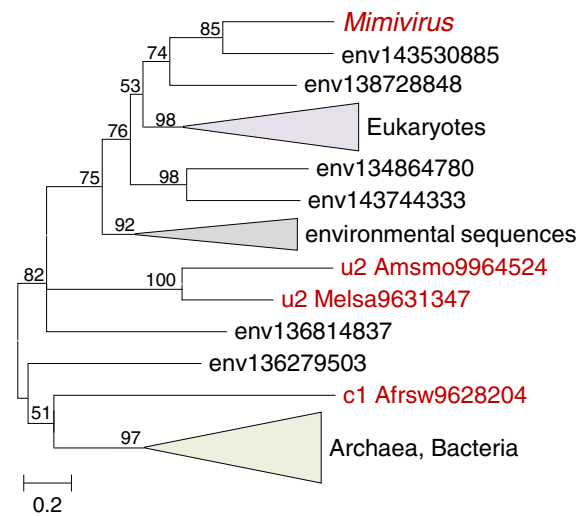 85
Mimivirus
74
env143530885
53
env138728848
98
Eukaryotes
76
98
env134864780
75
env143744333
92
environmental sequences
82
100
u2 Amsmo9964524
u2 Melsa9631347
env136814837
env136279503
51
c1 Afrsw9628204
97
Archaea, Bacteria
0.2